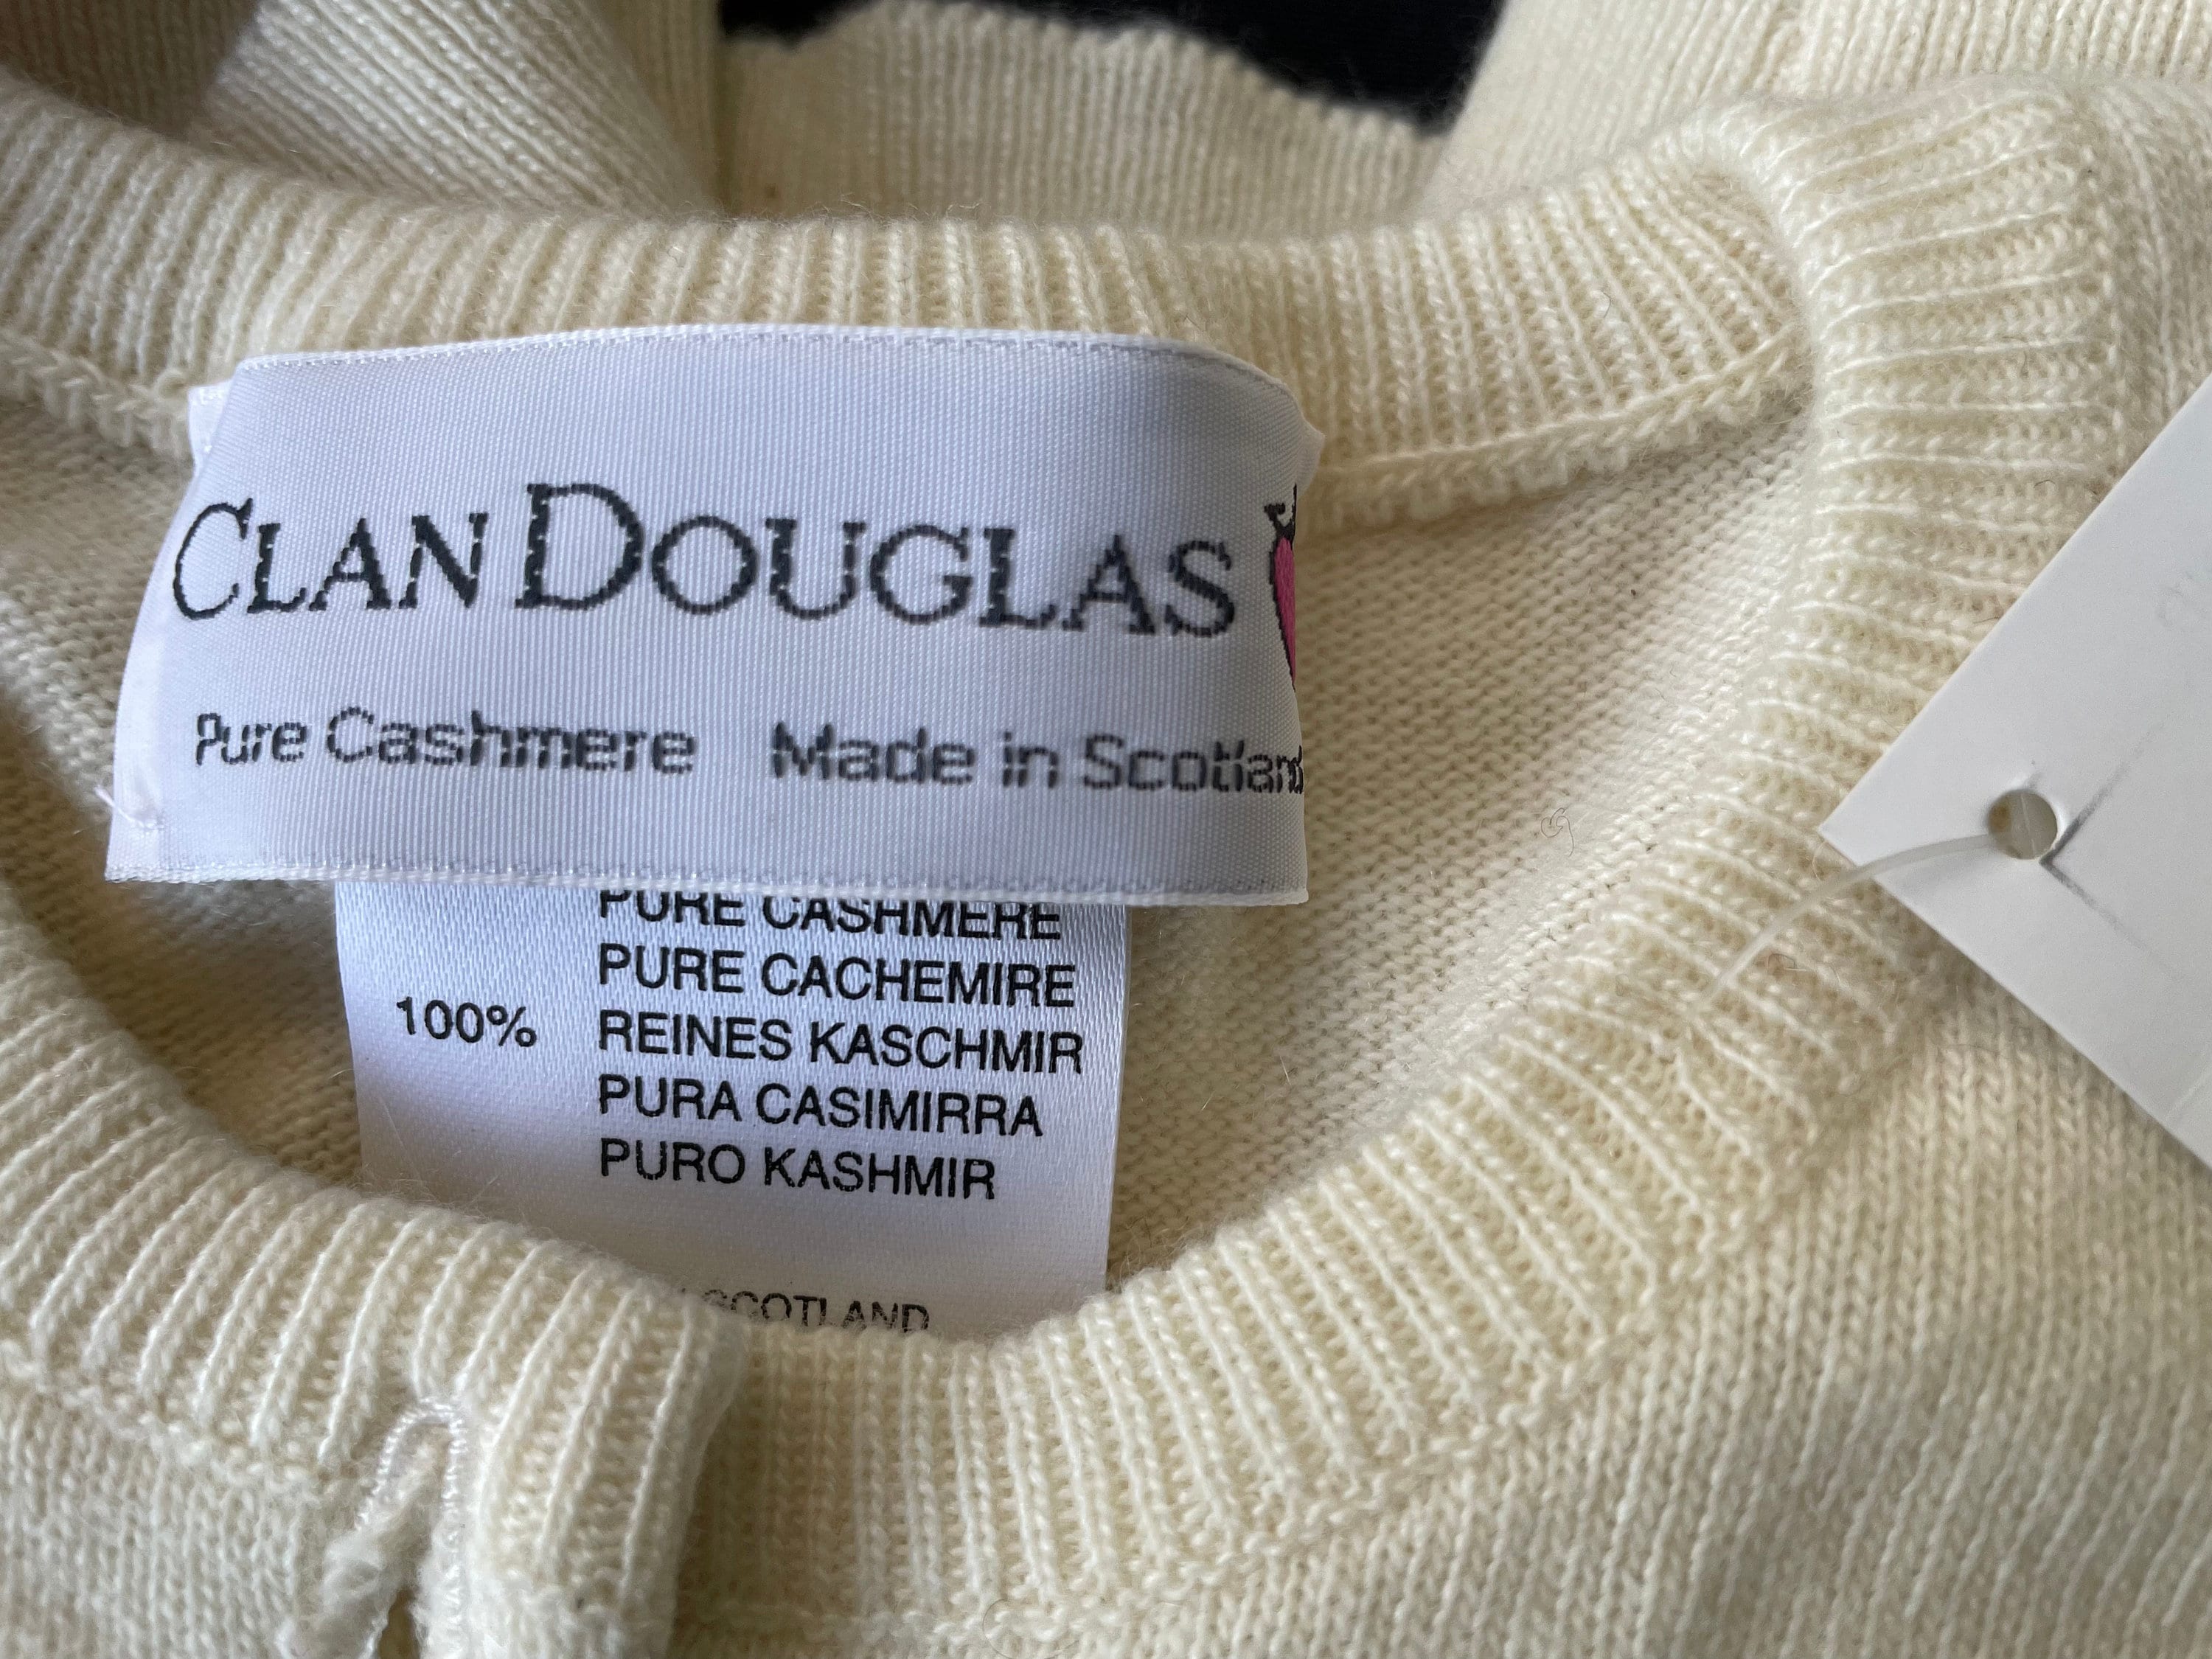 CLAN DOUGLAS
Pure Cashmere Made in Scotland
PURE CASHMERE
PURE CACHEMIRE
100% REINES KASCHMIR
PURA CASIMIRRA
PURO KASHMIR
SCOTLAND